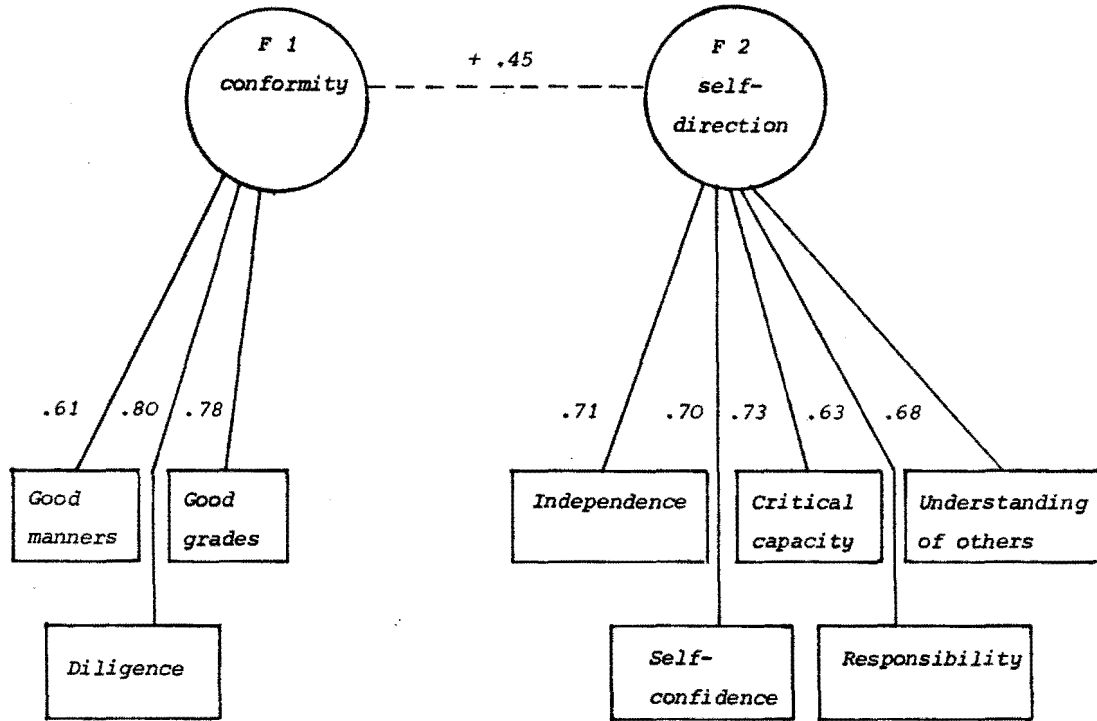 F 1
conformity
+ .45
F 2
self-
direction
.61
.80
.78
.71
.70
.73
.63
.68
Good
manners
Good
grades
Independence
Critical
capacity
Understanding
of others
Diligence
Self-
confidence
Responsibility